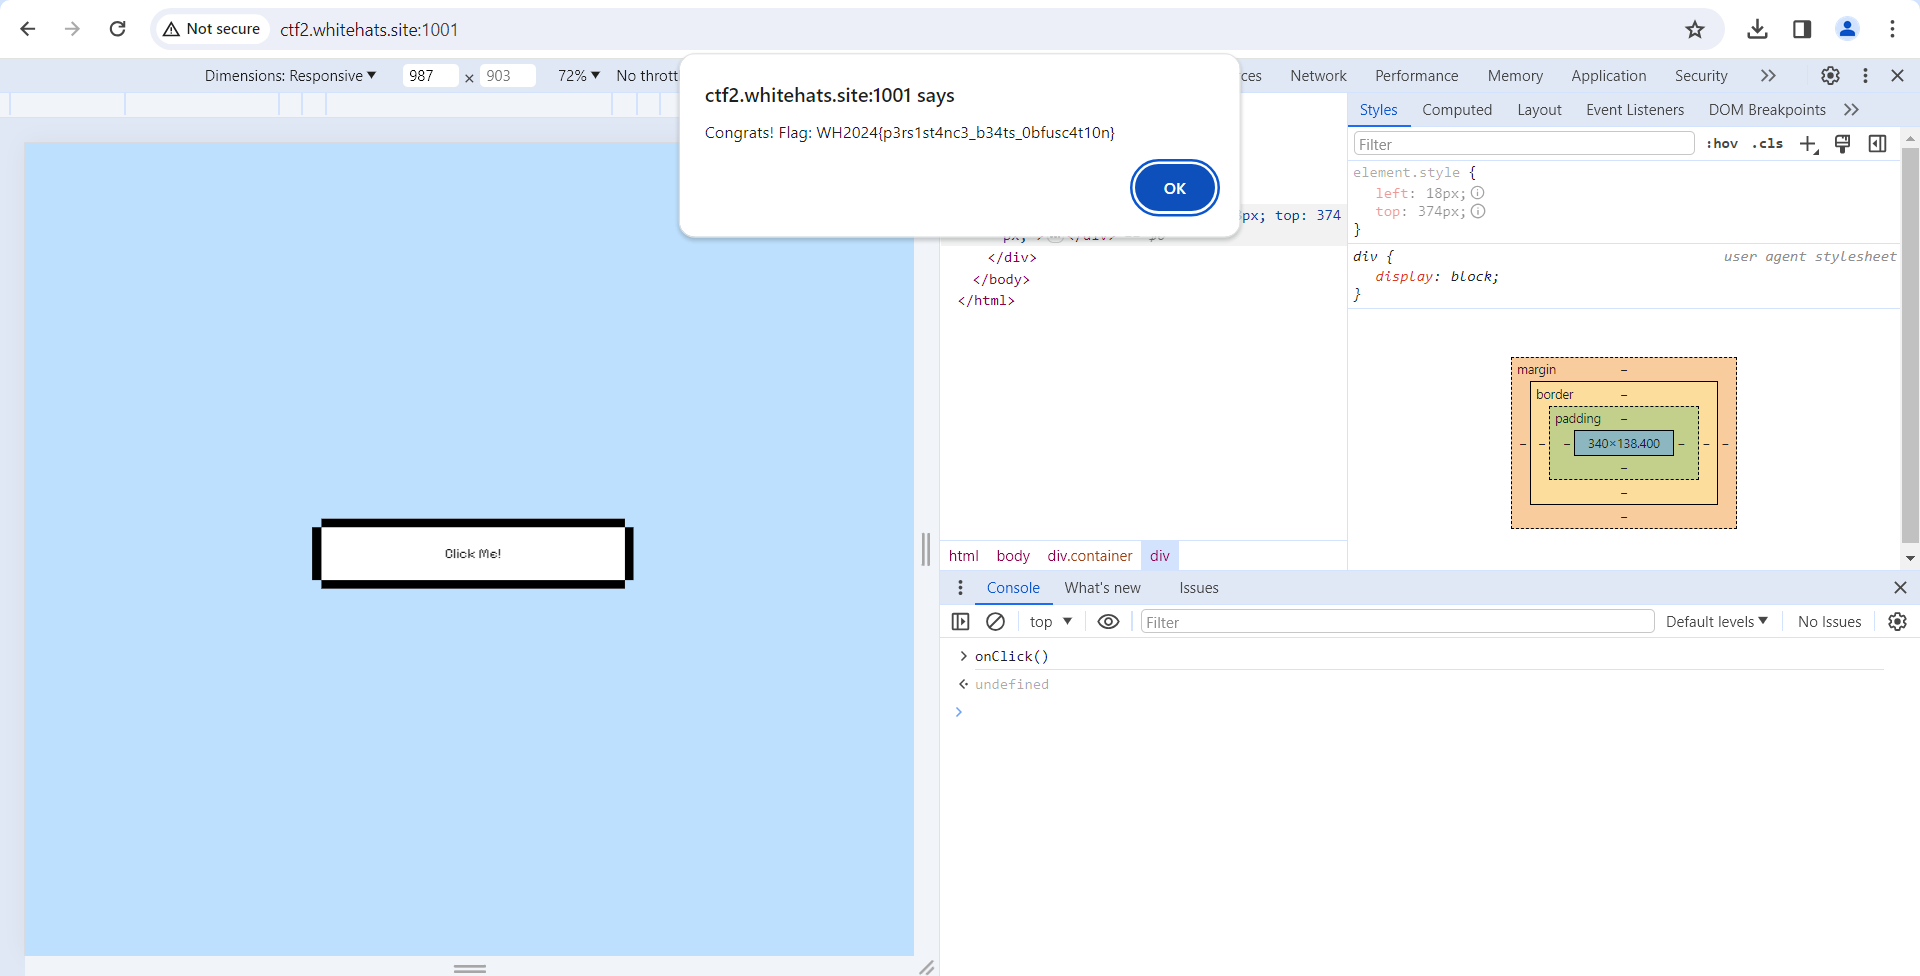 Not secure ctf2.whitehats.site:1001
Dimensions: Responsive 987 × 903 72% No thrott
ces Network Performance Memory Application Security
ctf2.whitehats.site:1001 says
Congrats! Flag: WH2024{p3rs1st4nc3_b34ts_0bfusc4t10n}
OK
px; top: 374
</div>
</body>
</html>
Styles Computed Layout Event Listeners DOM Breakpoints
Filter :hov .cls
element.style {
left: 18px;
top: 374px;
}
div { user agent stylesheet
display: block;
}
margin –
border –
padding –
– – – 340×138.400 – – –
–
–
–
Click Me!
html body div.container div
Console What's new Issues
top Filter Default levels No Issues
> onClick()
undefined
>